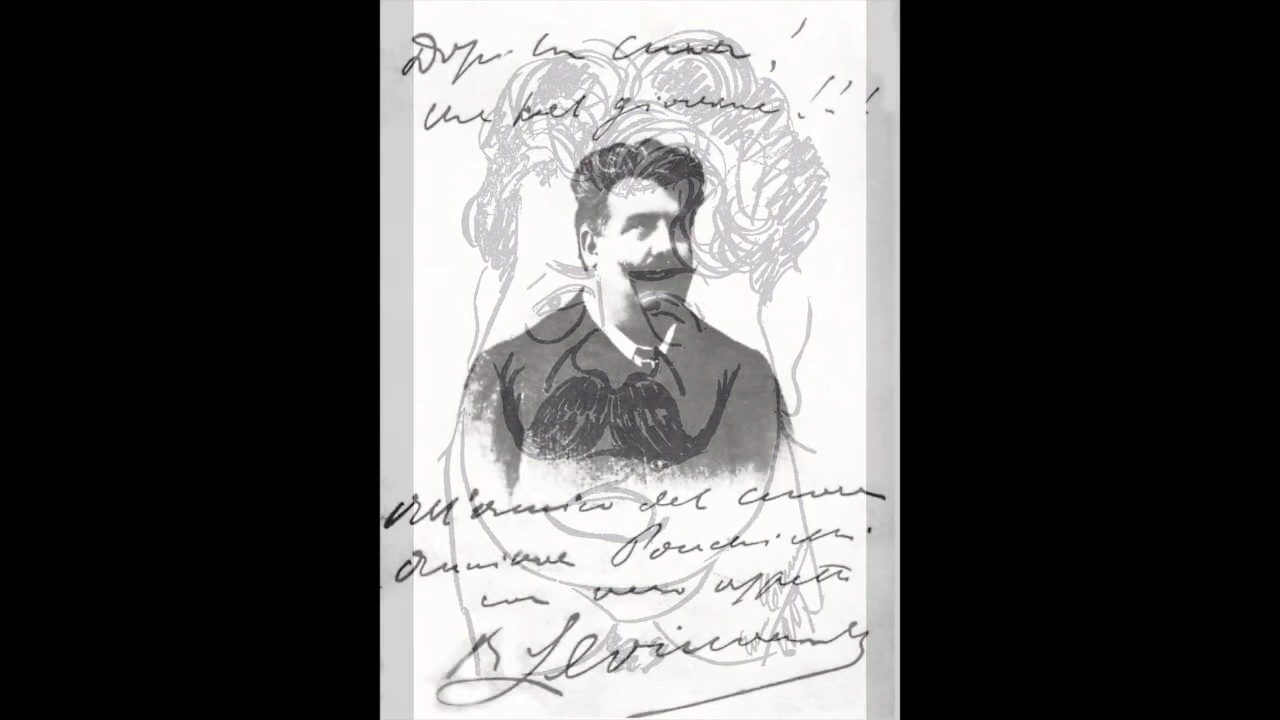 Dopo la cura!
un bel giovane!!!
All'amico del cuore
Annibale Ponchielli
con vero affetto
R Leoncavallo